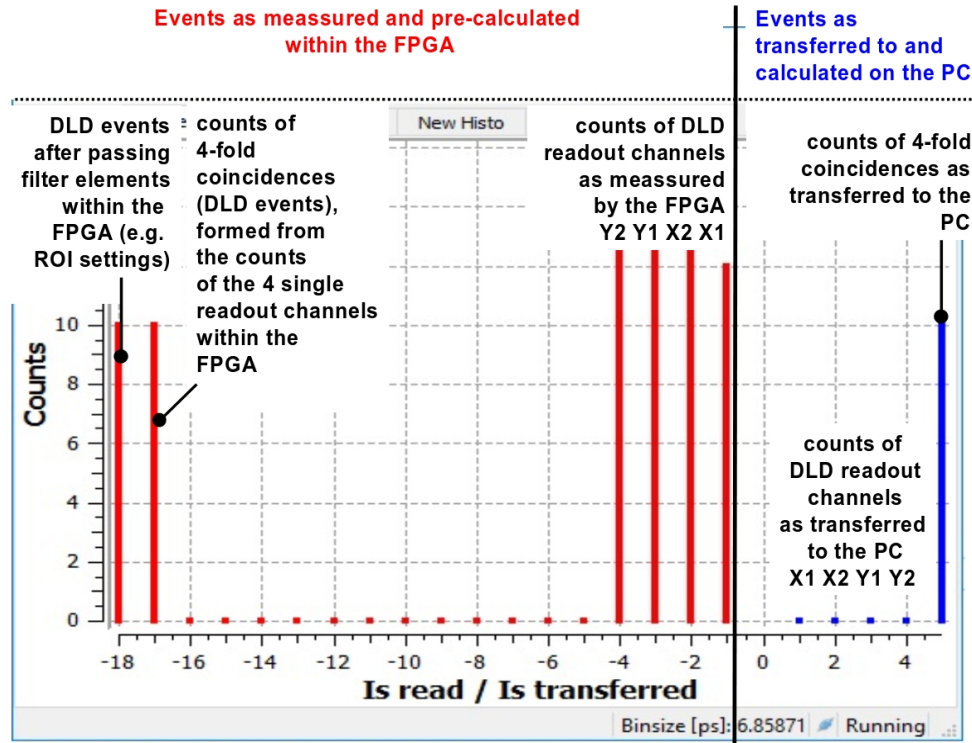 Events as meassured and pre-calculated
within the FPGA
Events as
transferred to and
calculated on the PC
DLD events
after passing
filter elements
within the
FPGA (e.g.
ROI settings)
counts of
4-fold
coincidences
(DLD events),
formed from
the counts
of the 4 single
readout channels
within the
FPGA
New Histo
counts of DLD
readout channels
as meassured
by the FPGA
Y2 Y1 X2 X1
counts of 4-fold
coincidences as
transferred to the
PC
counts of
DLD readout
channels
as transferred
to the PC
X1 X2 Y1 Y2
Counts
10
8
6
4
2
0
-18 -16 -14 -12 -10 -8 -6 -4 -2 0 2 4
Is read / Is transferred
Binsize [ps]: 6.85871 Running